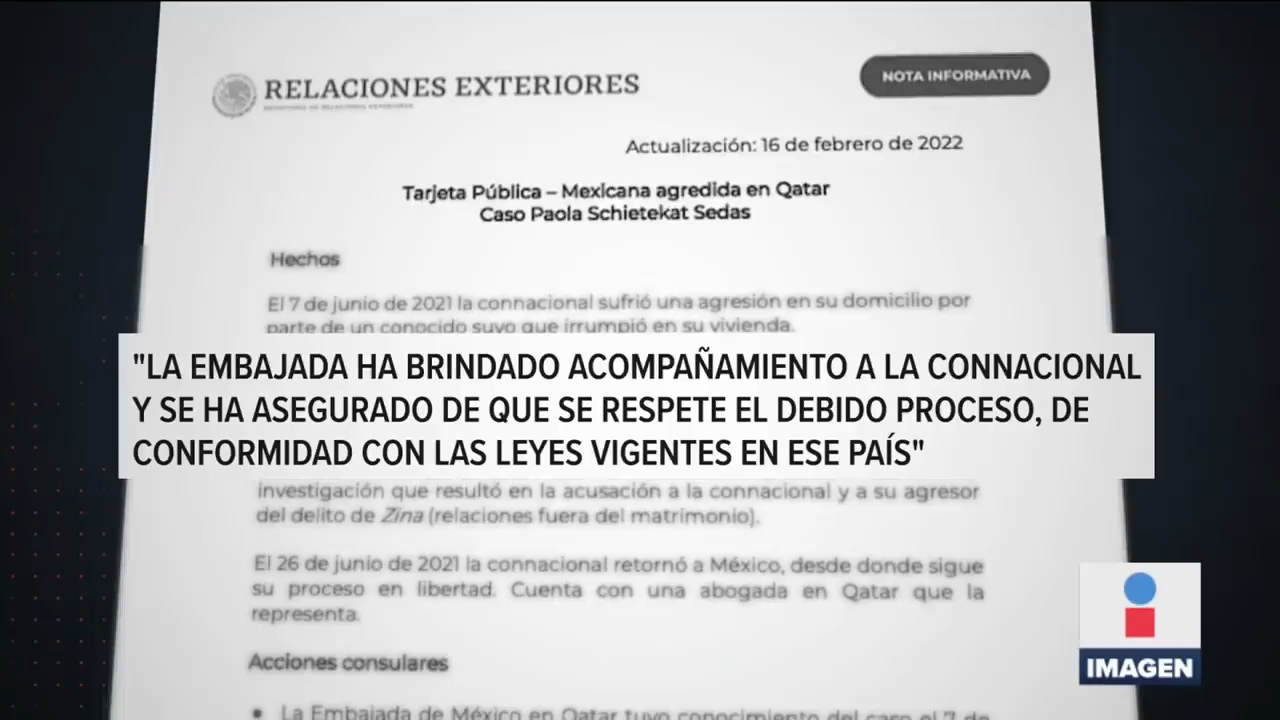 RELACIONES EXTERIORES
SECRETARÍA DE RELACIONES EXTERIORES
NOTA INFORMATIVA
Actualización: 16 de febrero de 2022
Tarjeta Pública – Mexicana agredida en Qatar
Caso Paola Schietekat Sedas
Hechos
El 7 de junio de 2021 la connacional sufrió una agresión en su domicilio por
parte de un conocido suyo que irrumpió en su vivienda.
"LA EMBAJADA HA BRINDADO ACOMPAÑAMIENTO A LA CONNACIONAL
Y SE HA ASEGURADO DE QUE SE RESPETE EL DEBIDO PROCESO, DE
CONFORMIDAD CON LAS LEYES VIGENTES EN ESE PAÍS"
investigación que resultó en la acusación a la connacional y a su agresor
del delito de Zina (relaciones fuera del matrimonio).
El 26 de junio de 2021 la connacional retornó a México, desde donde sigue
su proceso en libertad. Cuenta con una abogada en Qatar que la
representa.
Acciones consulares
• La Embajada de México en Qatar tuvo conocimiento del caso el 7 de
IMAGEN